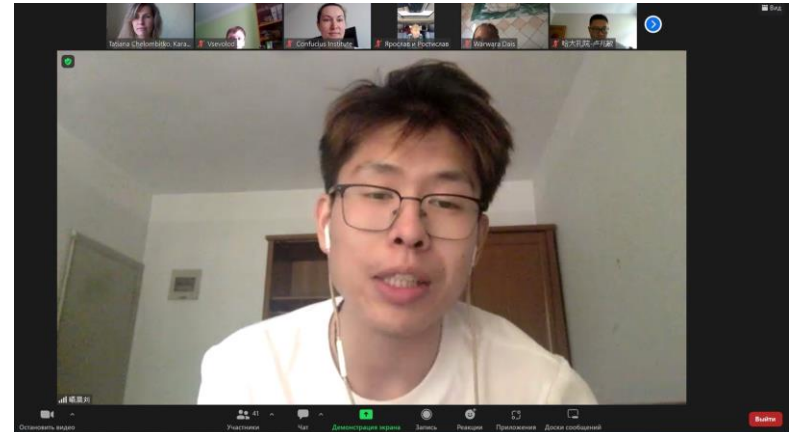 Вид
Tatiana Chelombitko, Kara...
Vsevolod
Confucius Institute
Ярослав и Ростислав
Warwara Dais
41
Остановить видео
Участники
Чат
Демонстрация экрана
Запись
Реакции
Приложения
Доски сообщений
Выйти